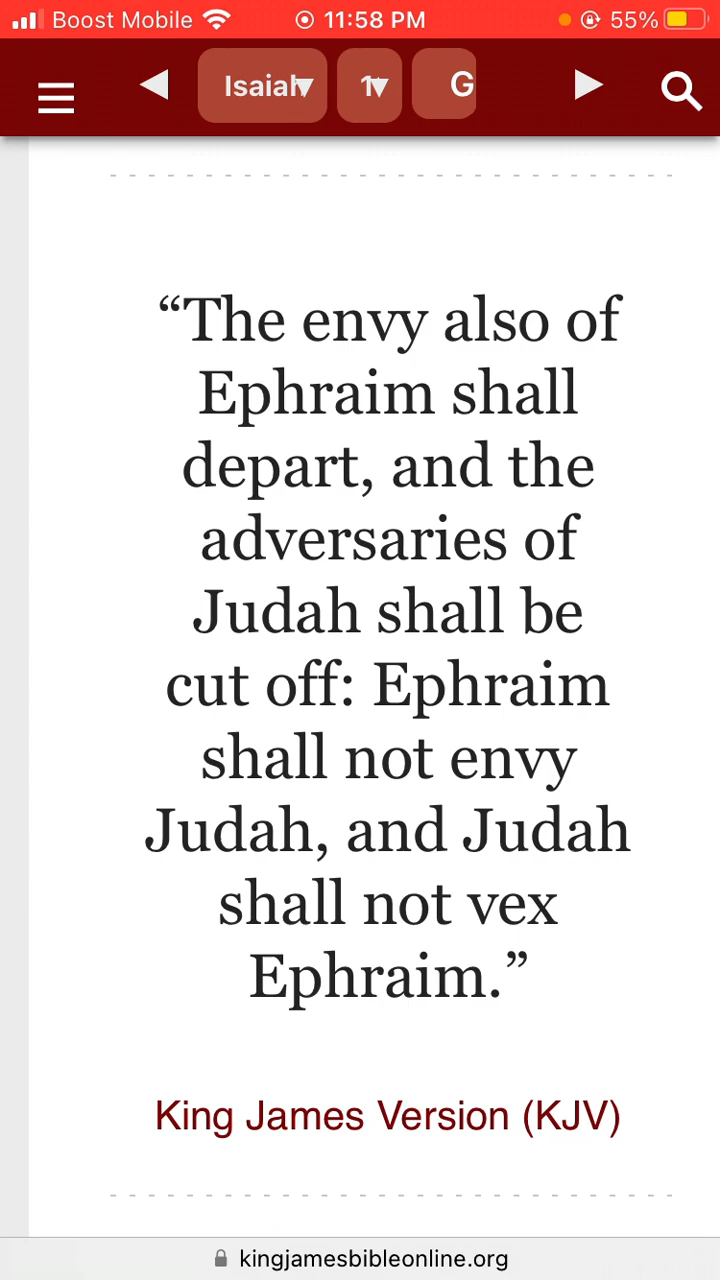 Boost Mobile 11:58 PM 55%
Isaiah 1 G
“The envy also of
Ephraim shall
depart, and the
adversaries of
Judah shall be
cut off: Ephraim
shall not envy
Judah, and Judah
shall not vex
Ephraim.”
King James Version (KJV)
kingjamesbibleonline.org